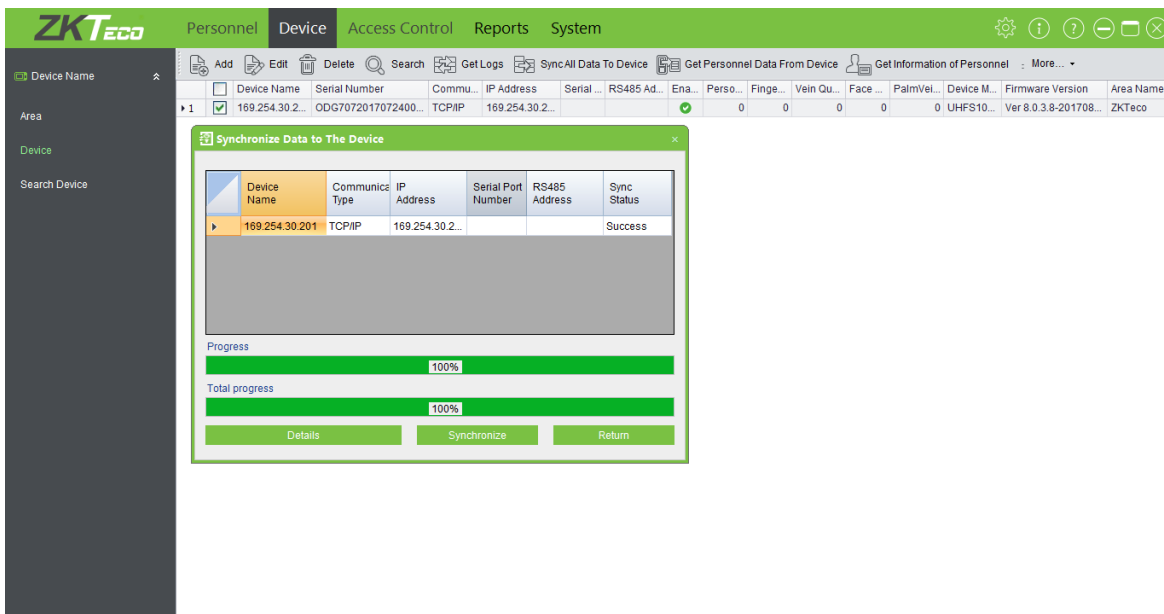 ZKTeco Personnel Device Access Control Reports System
Device Name
Area
Device
Search Device
Add Edit Delete Search Get Logs Sync All Data To Device Get Personnel Data From Device Get Information of Personnel : More...
Device Name Serial Number Commu... IP Address Serial ... RS485 Ad... Ena... Perso... Finge... Vein Qu... Face ... PalmVei... Device M... Firmware Version Area Name
1 169.254.30.2... ODG7072017072400... TCP/IP 169.254.30.2... 0 0 0 0 0 UHFS10... Ver 8.0.3.8-201708... ZKTeco
Synchronize Data to The Device
Device Name Communica Type IP Address Serial Port Number RS485 Address Sync Status
169.254.30.201 TCP/IP 169.254.30.2... Success
Progress
100%
Total progress
100%
Details Synchronize Return